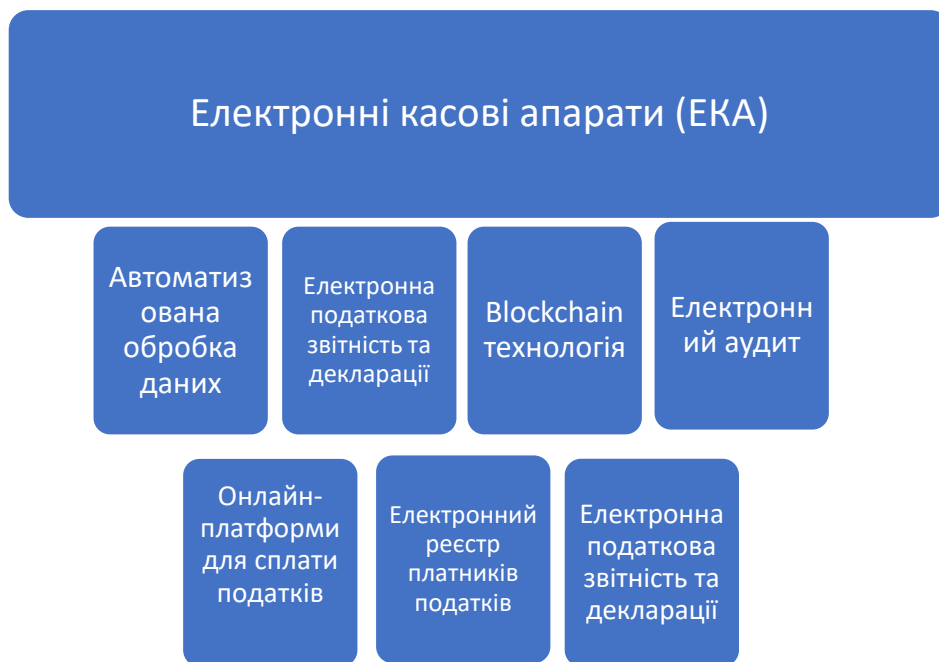 Електронні касові апарати (ЕКА)
Автоматиз
ована
обробка
даних
Електронна
податкова
звітність та
декларації
Blockchain
технологія
Електронн
ий аудит
Онлайн-
платформи
для сплати
податків
Електронний
реєстр
платників
податків
Електронна
податкова
звітність та
декларації